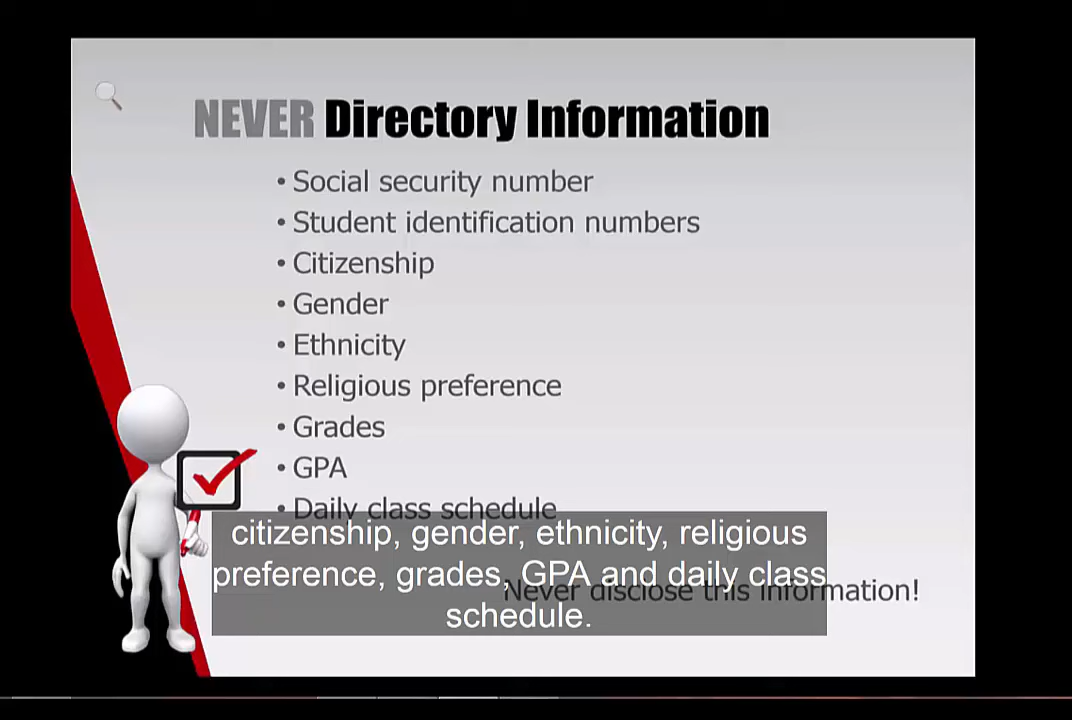 NEVER Directory Information
• Social security number
• Student identification numbers
• Citizenship
• Gender
• Ethnicity
• Religious preference
• Grades
• GPA
• Daily class schedule
Never disclose this information!
citizenship, gender, ethnicity, religious
preference, grades, GPA and daily class
schedule.